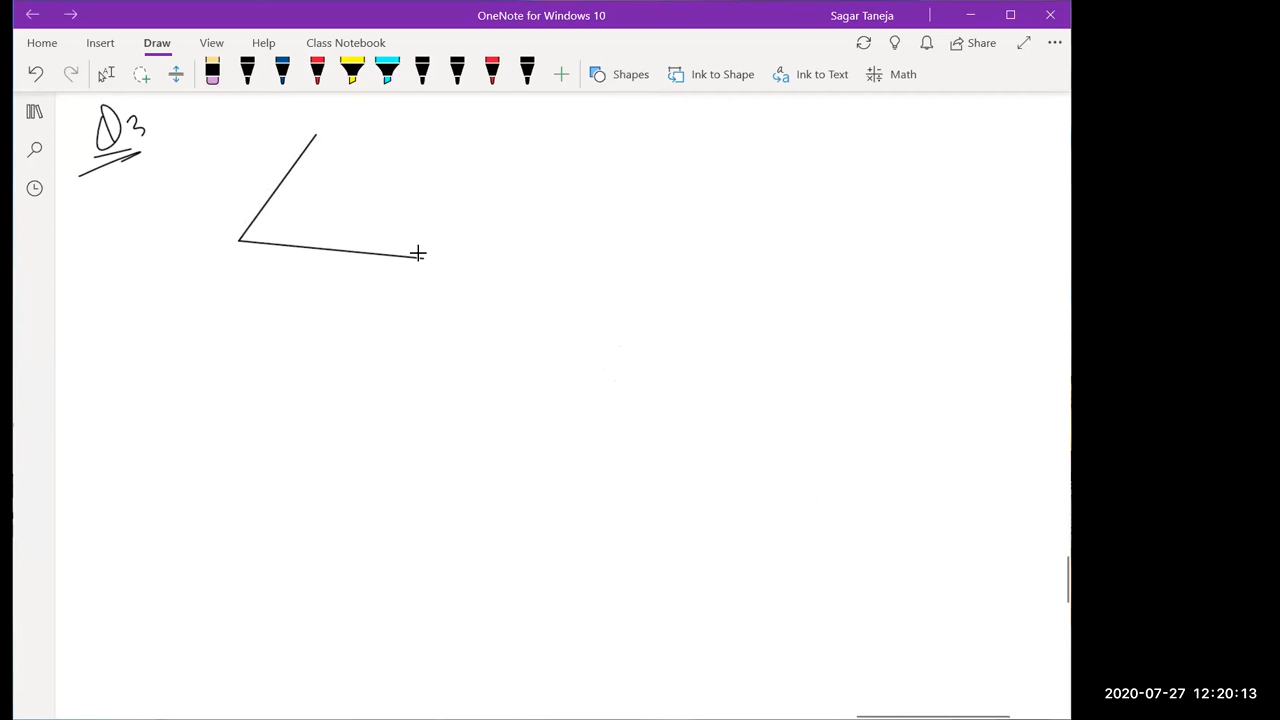 OneNote for Windows 10
Sagar Taneja
Home Insert Draw View Help Class Notebook
Share
Shapes Ink to Shape Ink to Text Math
2020-07-27 12:20:13